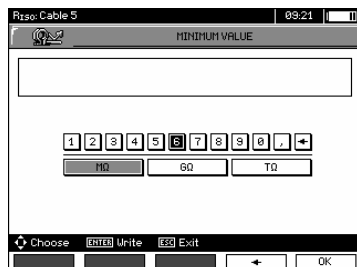 RISO: Cable 5 09:21
MINIMUM VALUE
1 2 3 4 5 6 7 8 9 0 , ←
MΩ GΩ TΩ
Choose ENTER Write ESC Exit
← OK